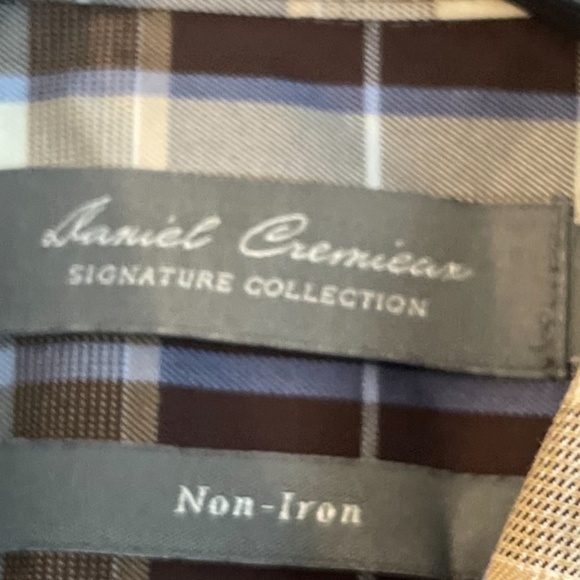 Daniel Cremieux
SIGNATURE COLLECTION
Non-Iron